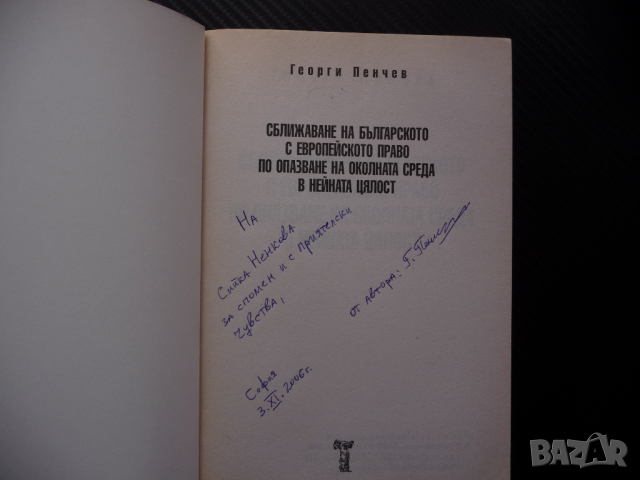 Георги Пенчев
СБЛИЖАВАНЕ НА БЪЛГАРСКОТО
С ЕВРОПЕЙСКОТО ПРАВО
ПО ОПАЗВАНЕ НА ОКОЛНАТА СРЕДА
В НЕЙНАТА ЦЯЛОСТ
На
Сийка Ненкова
за спомен и с приятелски
чувства,
от автора: Г. Пенчев
София
3.XI.2006г.
bazar.bg